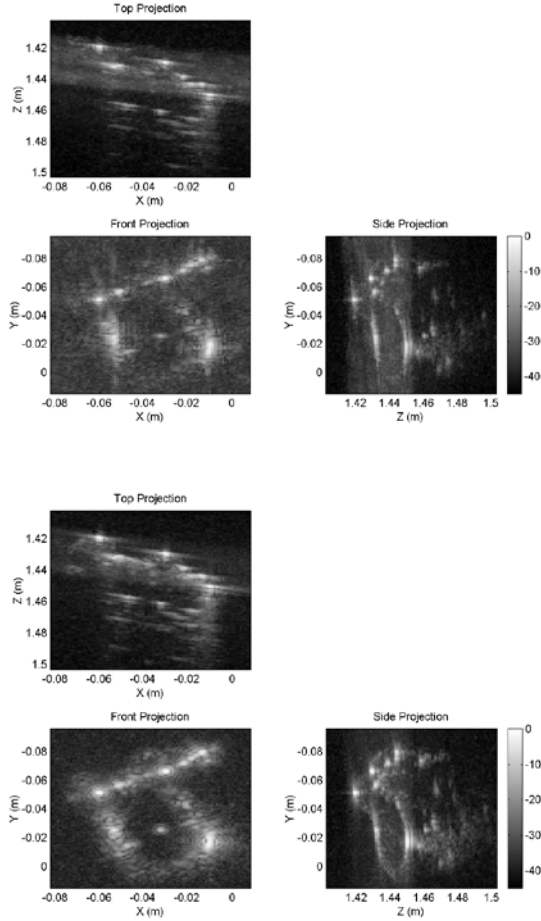 Top Projection
1.42
1.44
1.46
1.48
1.5
Z (m)
-0.08 -0.06 -0.04 -0.02 0
X (m)
Front Projection
-0.08
-0.06
-0.04
-0.02
0
Y (m)
-0.08 -0.06 -0.04 -0.02 0
X (m)
Side Projection
-0.08
-0.06
-0.04
-0.02
0
Y (m)
1.42 1.44 1.46 1.48 1.5
Z (m)
0
-10
-20
-30
-40
Top Projection
1.42
1.44
1.46
1.48
1.5
Z (m)
-0.08 -0.06 -0.04 -0.02 0
X (m)
Front Projection
-0.08
-0.06
-0.04
-0.02
0
Y (m)
-0.08 -0.06 -0.04 -0.02 0
X (m)
Side Projection
-0.08
-0.06
-0.04
-0.02
0
Y (m)
1.42 1.44 1.46 1.48 1.5
Z (m)
0
-10
-20
-30
-40